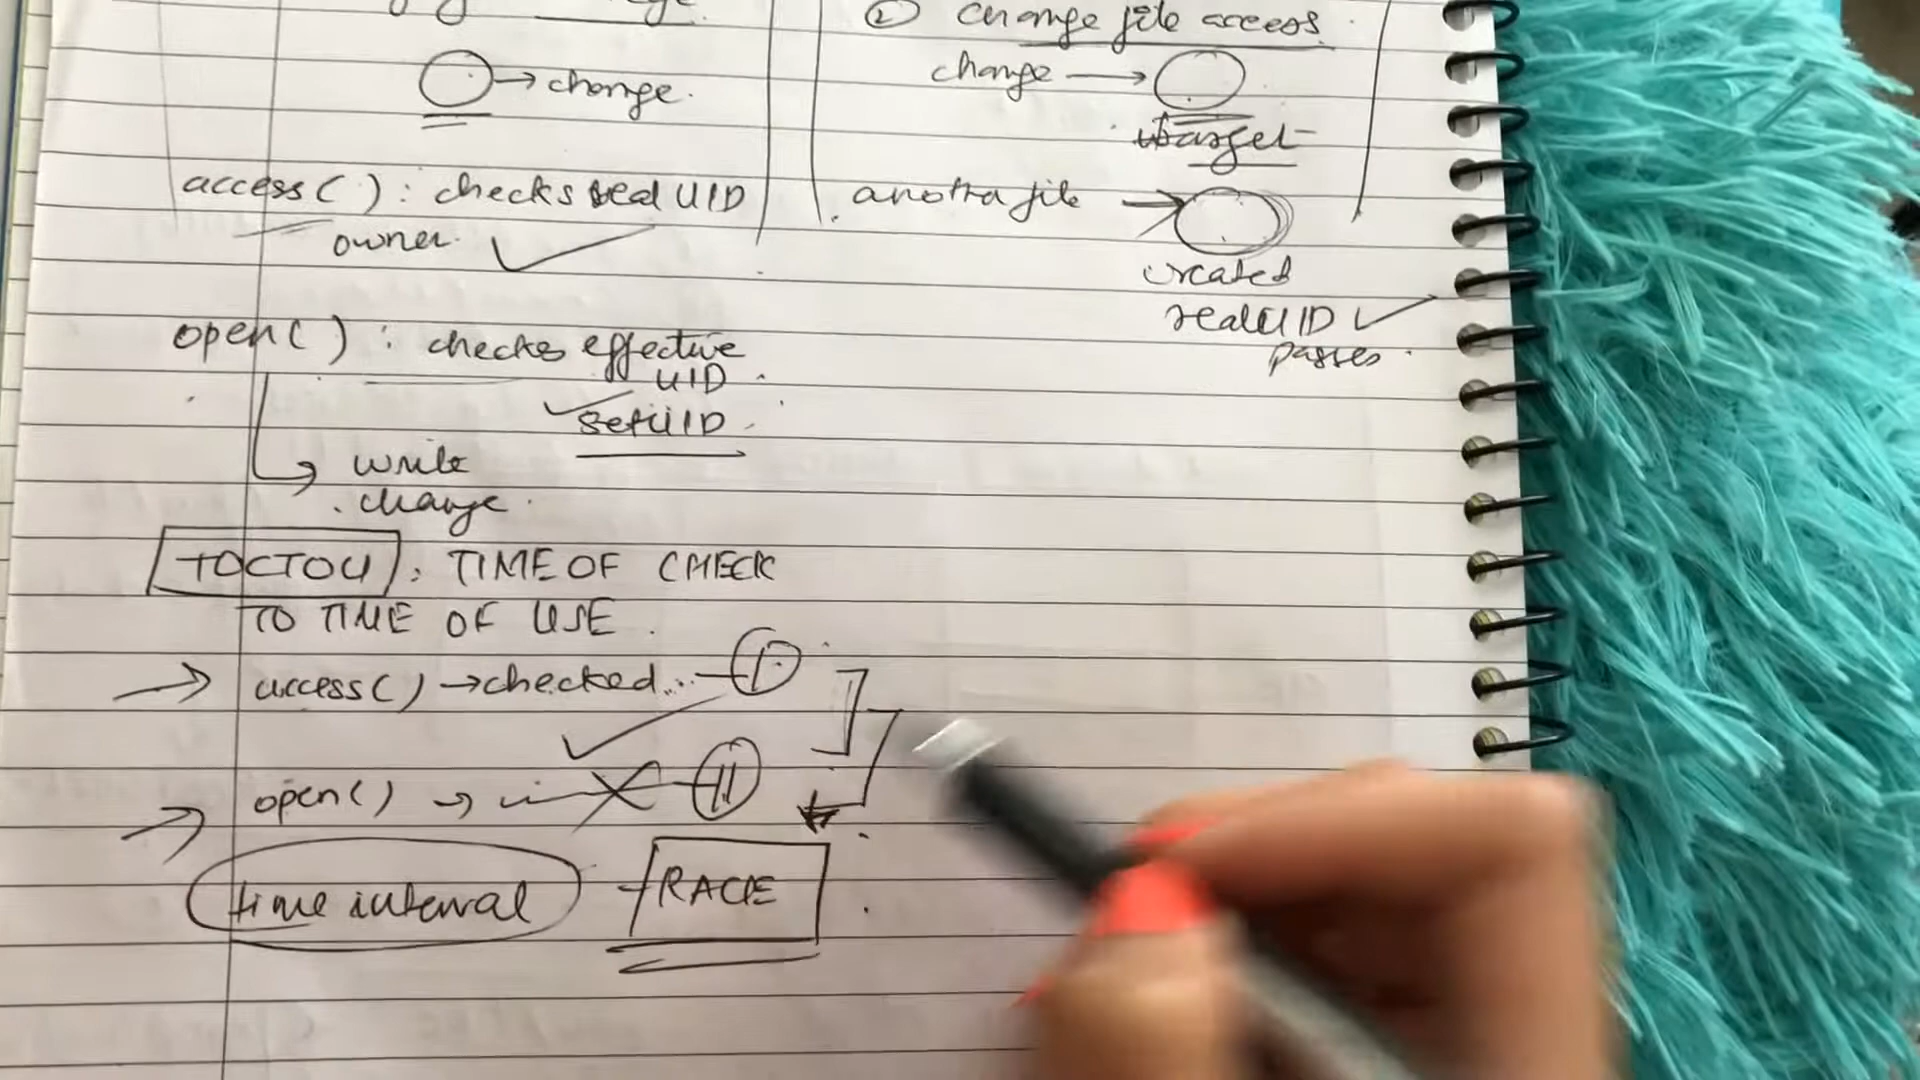 ② change file access.
→ change.
change →
target
access( ) : checks real UID
owner. ✓
another file →
created
real UID ✓
passes.
open( ) : checks effective
UID.
✓ setUID.
↳ write
change.
TOCTOU : TIME OF CHECK
TO TIME OF USE.
→ access( ) → checked.. — I
✓
→ open( ) → — II
time interval RACE